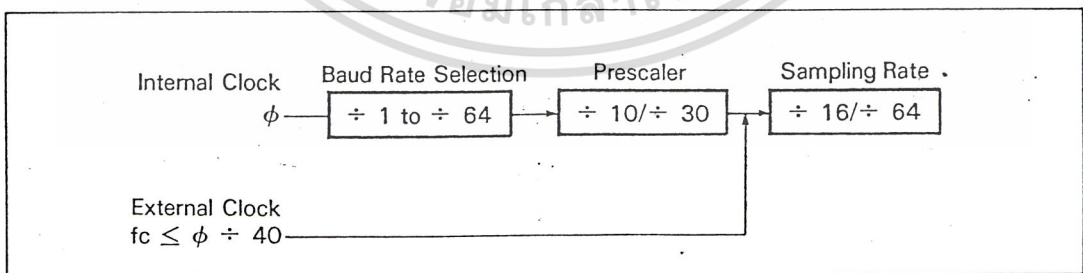 Internal Clock
φ
Baud Rate Selection
÷ 1 to ÷ 64
Prescaler
÷ 10/÷ 30
Sampling Rate
÷ 16/÷ 64
External Clock
fc ≤ φ ÷ 40